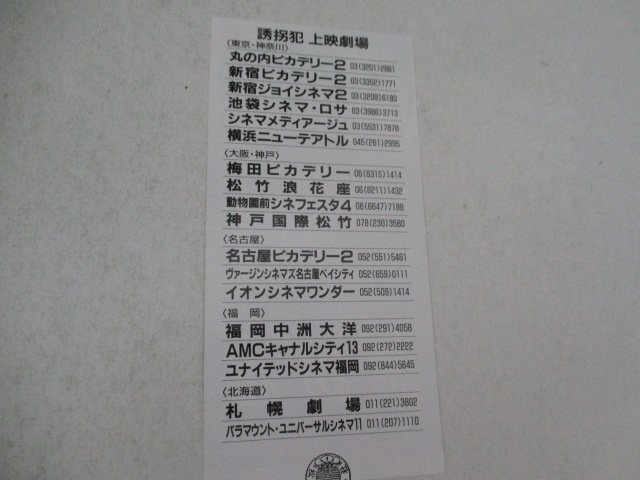 誘拐犯 上映劇場
〈東京・神奈川〉
丸の内ピカデリー2 03(3201)2881
新宿ピカデリー2 03(3352)1771
新宿ジョイシネマ2 03(3209)6180
池袋シネマ・ロサ 03(3986)3713
シネマメディアージュ 03(5531)7878
横浜ニューテアトル 045(261)2995
〈大阪・神戸〉
梅田ピカデリー 06(6315)1414
松竹浪花座 06(6211)1432
動物園前シネフェスタ4 06(6647)7188
神戸国際松竹 078(230)3580
〈名古屋〉
名古屋ピカデリー2 052(551)5461
ヴァージンシネマズ名古屋ベイシティ 052(659)0111
イオンシネマワンダー 052(509)1414
〈福岡〉
福岡中洲大洋 092(291)4058
AMCキャナルシティ13 092(272)2222
ユナイテッドシネマ福岡 092(844)5645
〈北海道〉
札幌劇場 011(221)3802
パラマウント・ユニバーサルシネマ11 011(207)1110